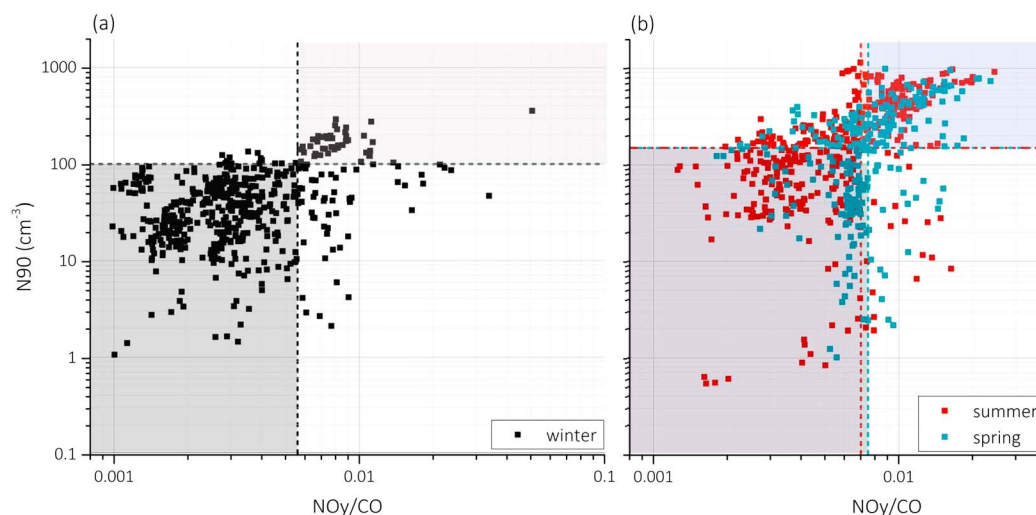 (a)
(b)
1000
100
10
1
0.1
N90 (cm⁻³)
winter
summer
spring
0.001
0.01
0.1
0.001
0.01
NOy/CO
NOy/CO